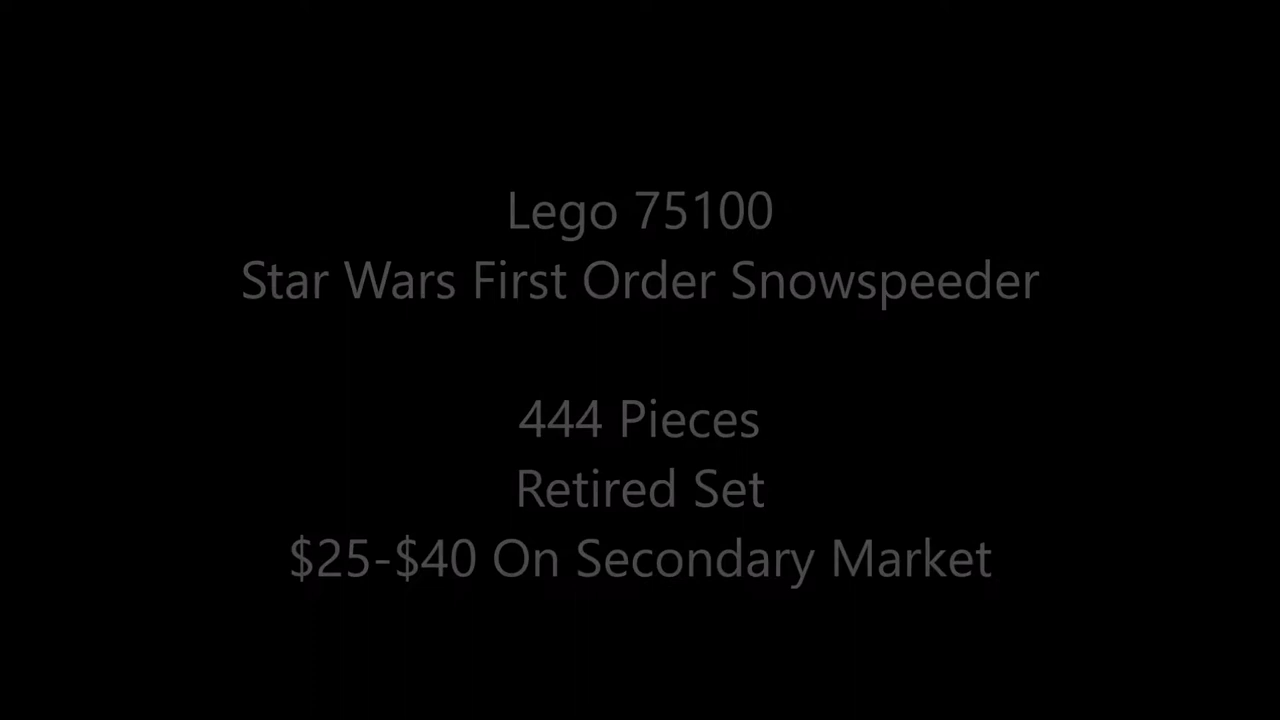 Lego 75100
Star Wars First Order Snowspeeder
444 Pieces
Retired Set
$25-$40 On Secondary Market